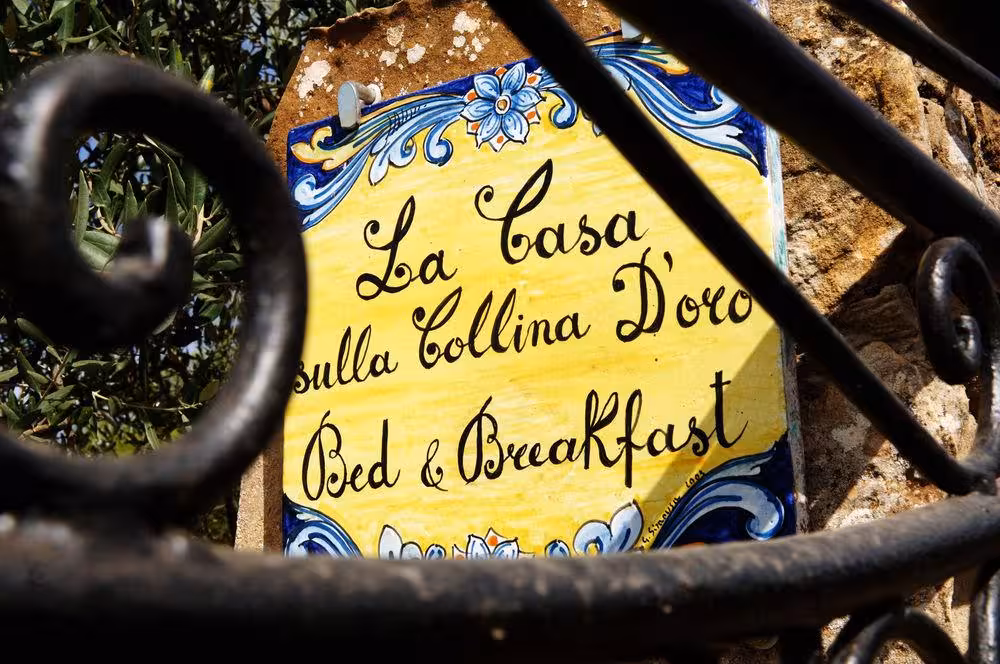 La Casa
sulla Collina D'oro
Bed & Breakfast